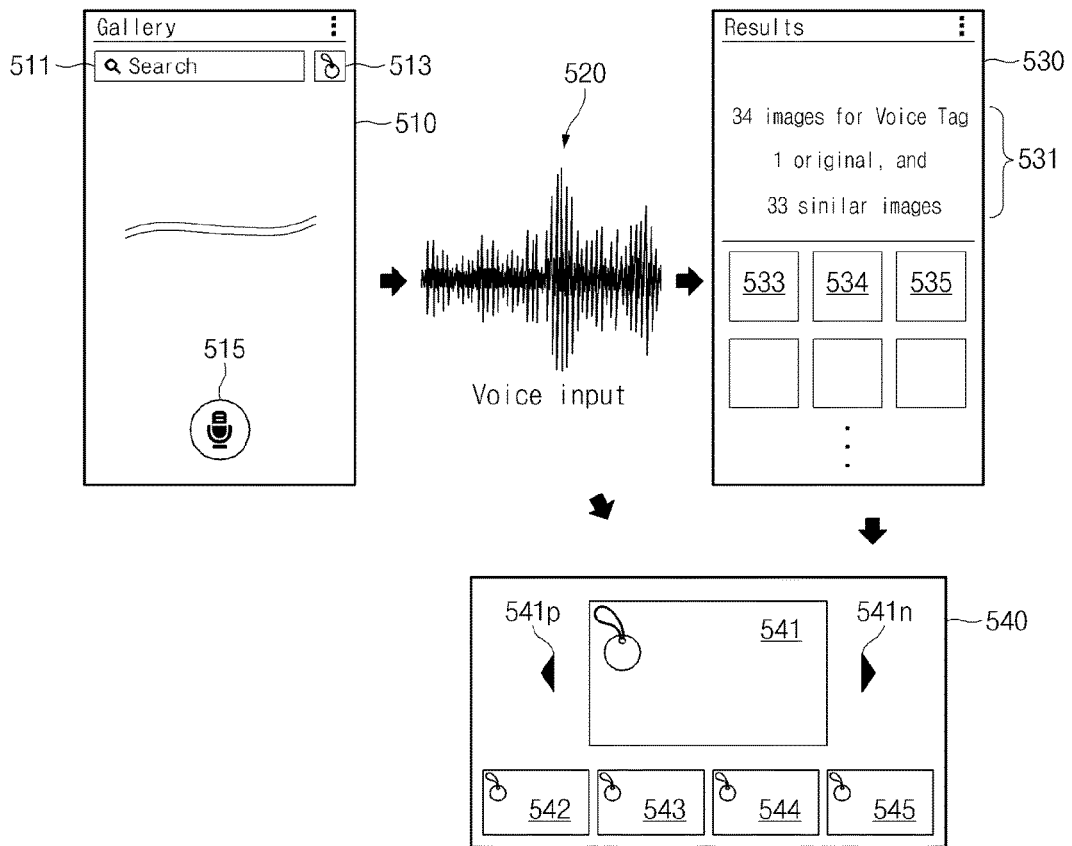 Gallery
Results
511
Search
513
520
530
510
34 images for Voice Tag
1 original, and
33 sinilar images
531
533
534
535
515
Voice input
541p
541
541n
540
542
543
544
545